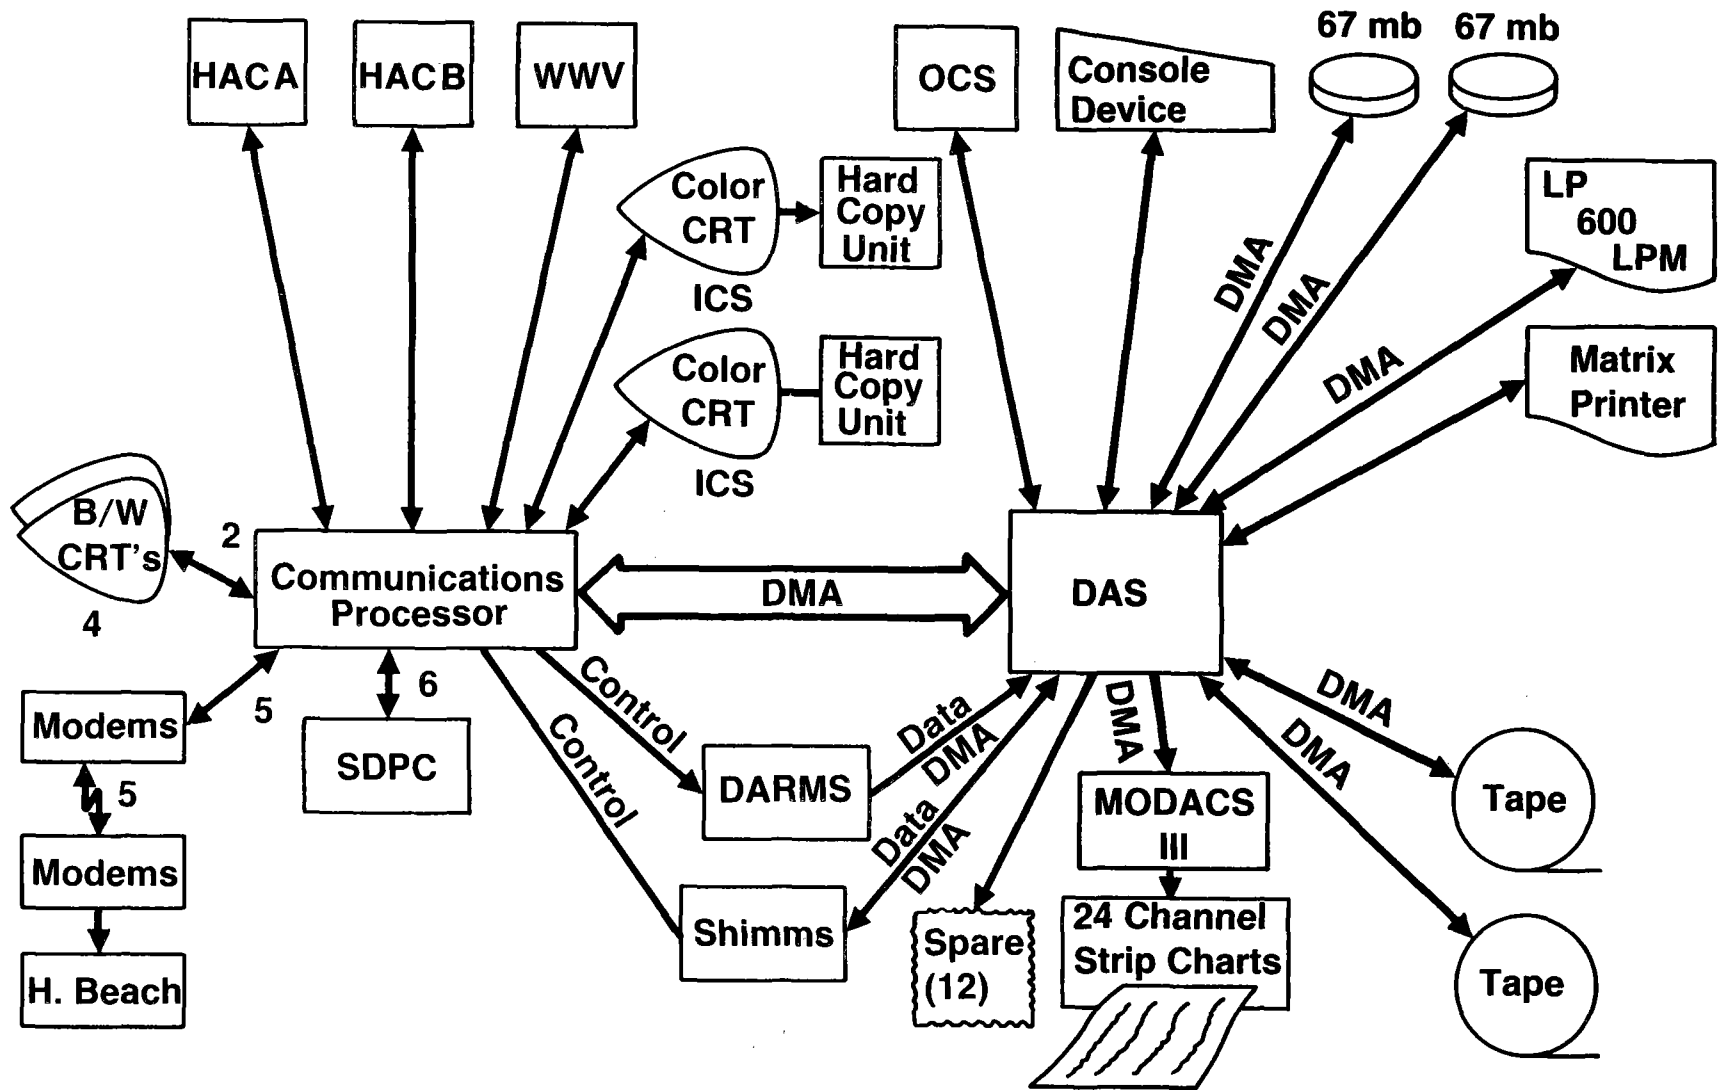 HACA
HACB
WWV
OCS
Console
Device
67 mb
67 mb
Color
CRT
ICS
Hard
Copy
Unit
Color
CRT
ICS
Hard
Copy
Unit
DMA
DMA
DMA
LP
600
LPM
Matrix
Printer
B/W
CRT's
4
2
Communications
Processor
DMA
DAS
5
6
Modems
5
Modems
H. Beach
SDPC
Control
Control
DARMS
Shimms
Data
DMA
Data
DMA
DMA
MODACS
III
24 Channel
Strip Charts
Spare
(12)
DMA
DMA
Tape
Tape